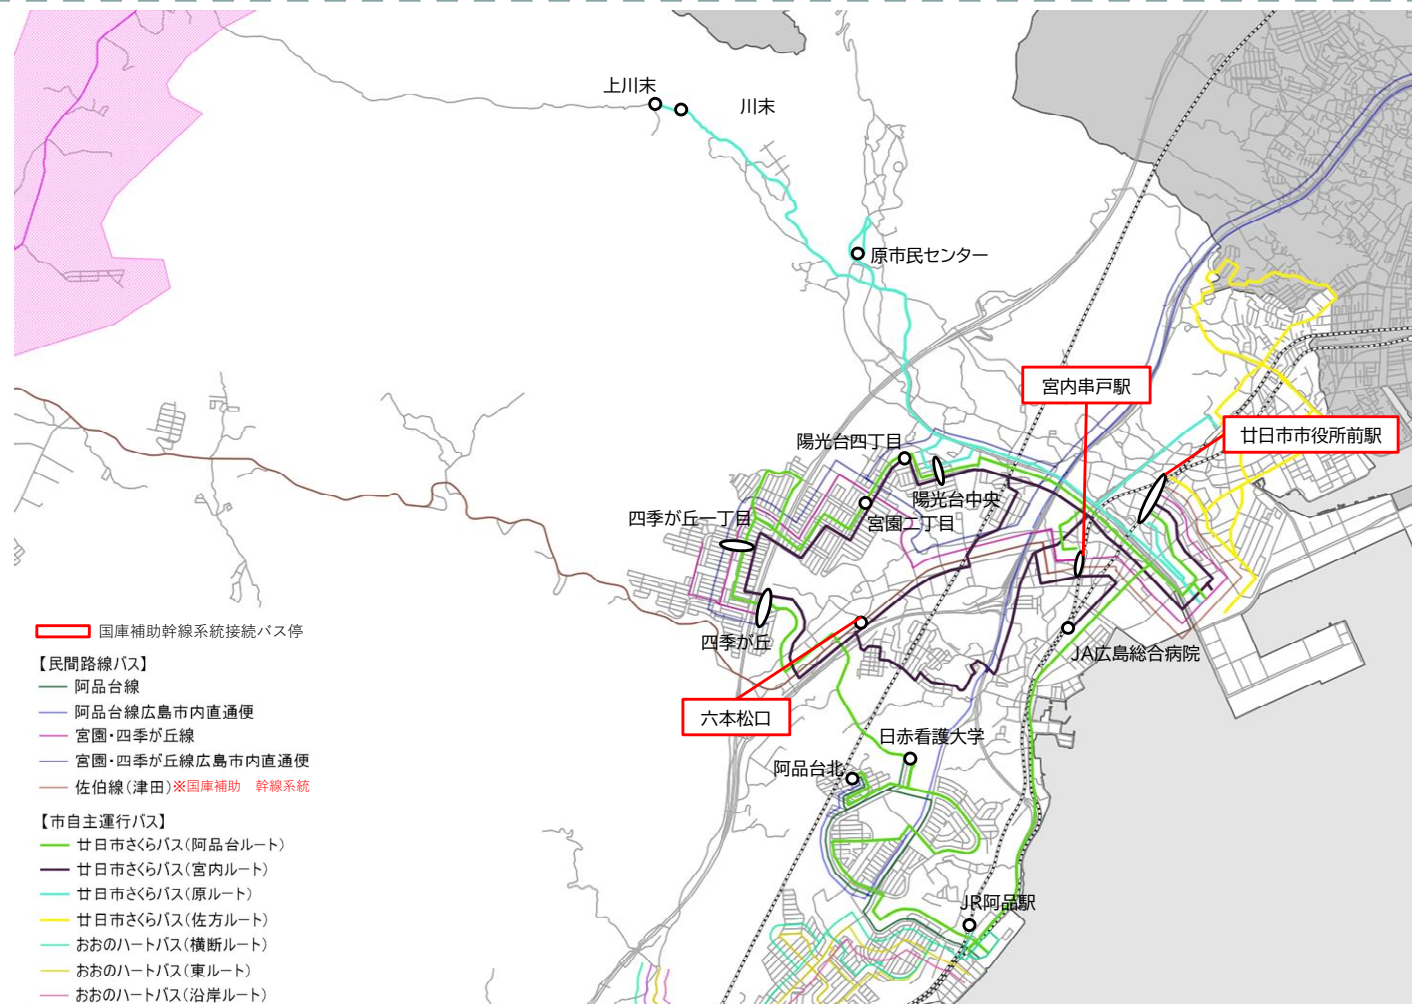 上川末
川末
原市民センター
宮内串戸駅
廿日市市役所前駅
陽光台四丁目
陽光台中央
宮園二丁目
四季が丘一丁目
四季が丘
JA広島総合病院
六本松口
日赤看護大学
阿品台北
JR阿品駅
国庫補助幹線系統接続バス停
【民間路線バス】
阿品台線
阿品台線広島市内直通便
宮園・四季が丘線
宮園・四季が丘線広島市内直通便
佐伯線(津田)※国庫補助　幹線系統
【市自主運行バス】
廿日市さくらバス(阿品台ルート)
廿日市さくらバス(宮内ルート)
廿日市さくらバス(原ルート)
廿日市さくらバス(佐方ルート)
おおのハートバス(横断ルート)
おおのハートバス(東ルート)
おおのハートバス(沿岸ルート)